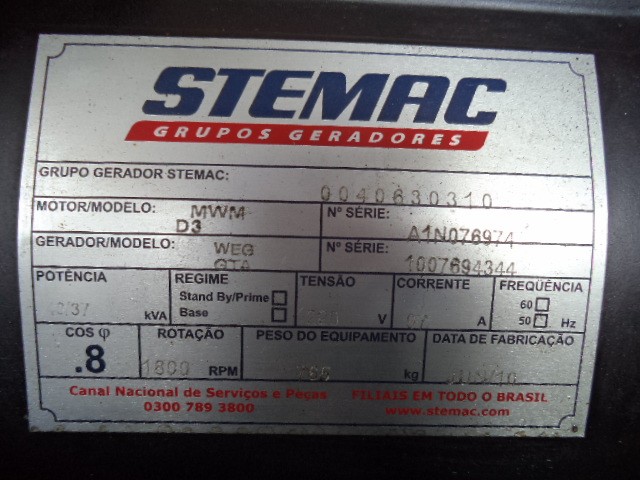 STEMAC
GRUPOS GERADORES
GRUPO GERADOR STEMAC: 0040630310
MOTOR/MODELO: MWM D3 Nº SÉRIE: A1N076974
GERADOR/MODELO: WEG GTA Nº SÉRIE: 1007694344
POTÊNCIA kVA
REGIME
Stand By/Prime
Base
TENSÃO V
CORRENTE A
FREQÜÊNCIA
60
50 Hz
COS φ .8
ROTAÇÃO 1800 RPM
PESO DO EQUIPAMENTO kg
DATA DE FABRICAÇÃO
Canal Nacional de Serviços e Peças FILIAIS EM TODO O BRASIL
0300 789 3800 www.stemac.com